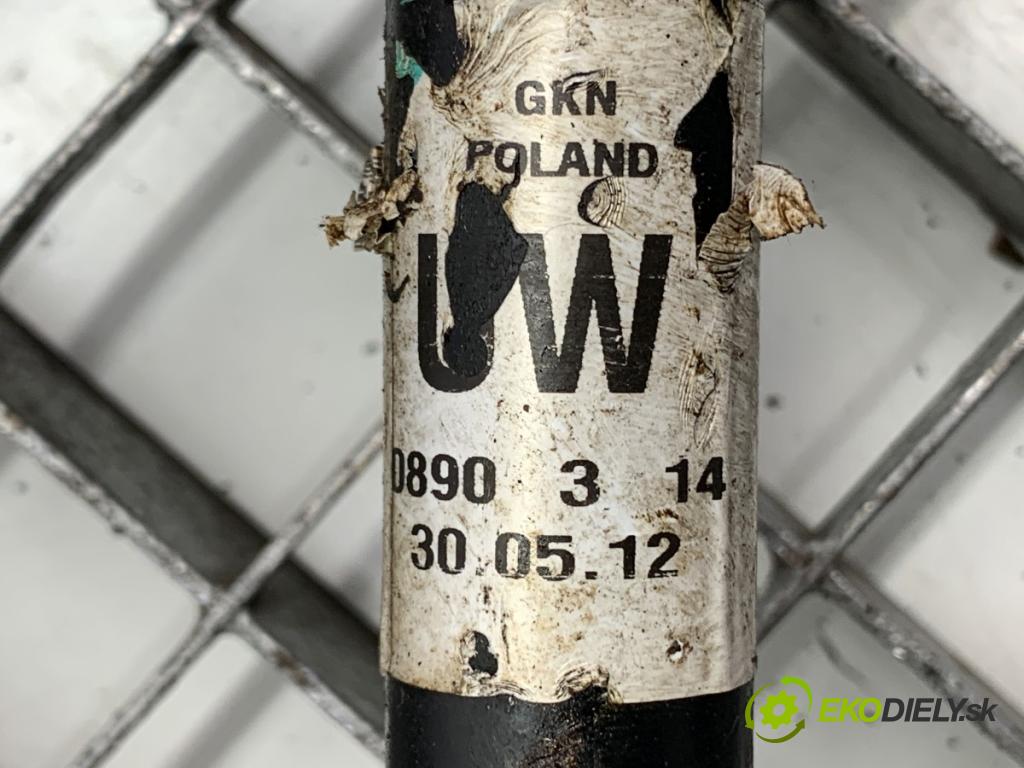 GKN
POLAND
UW
0890 3 14
30.05.12
EKODIELY.sk